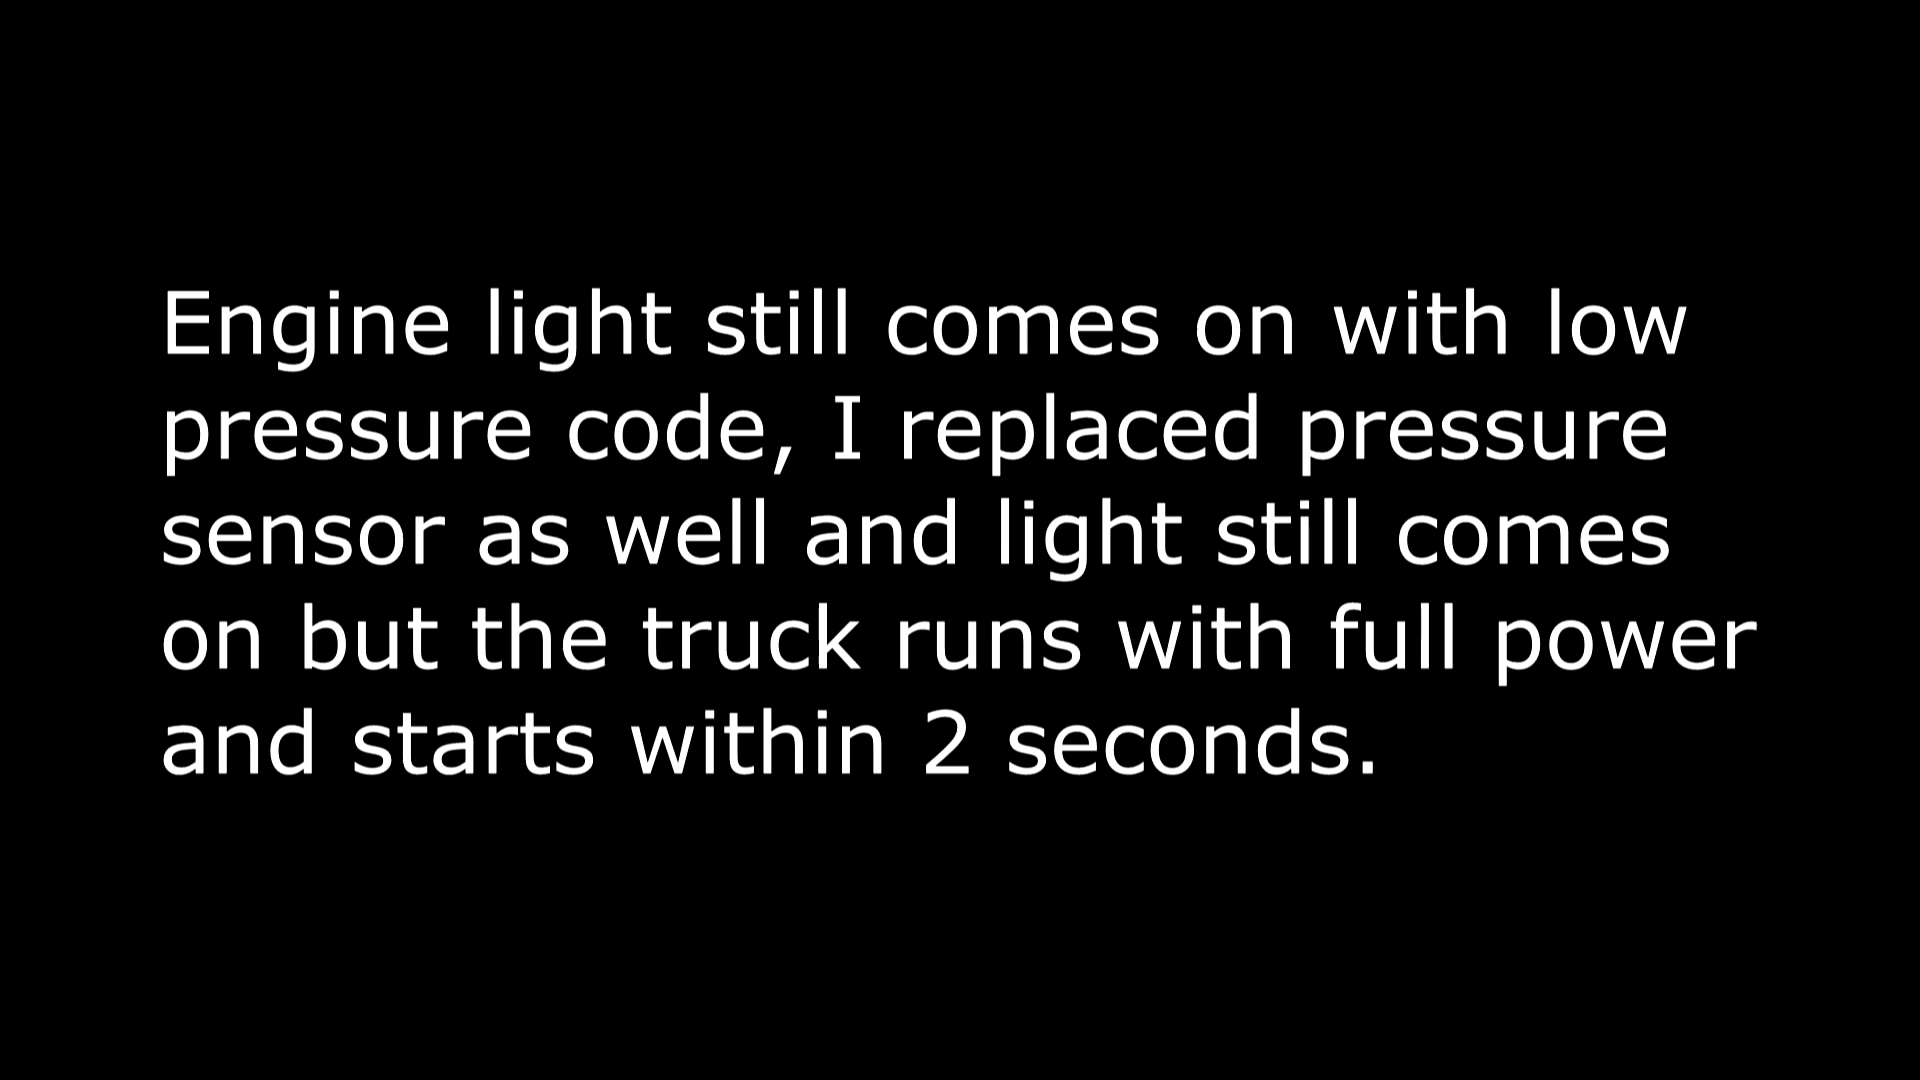 Engine light still comes on with low
pressure code, I replaced pressure
sensor as well and light still comes
on but the truck runs with full power
and starts within 2 seconds.